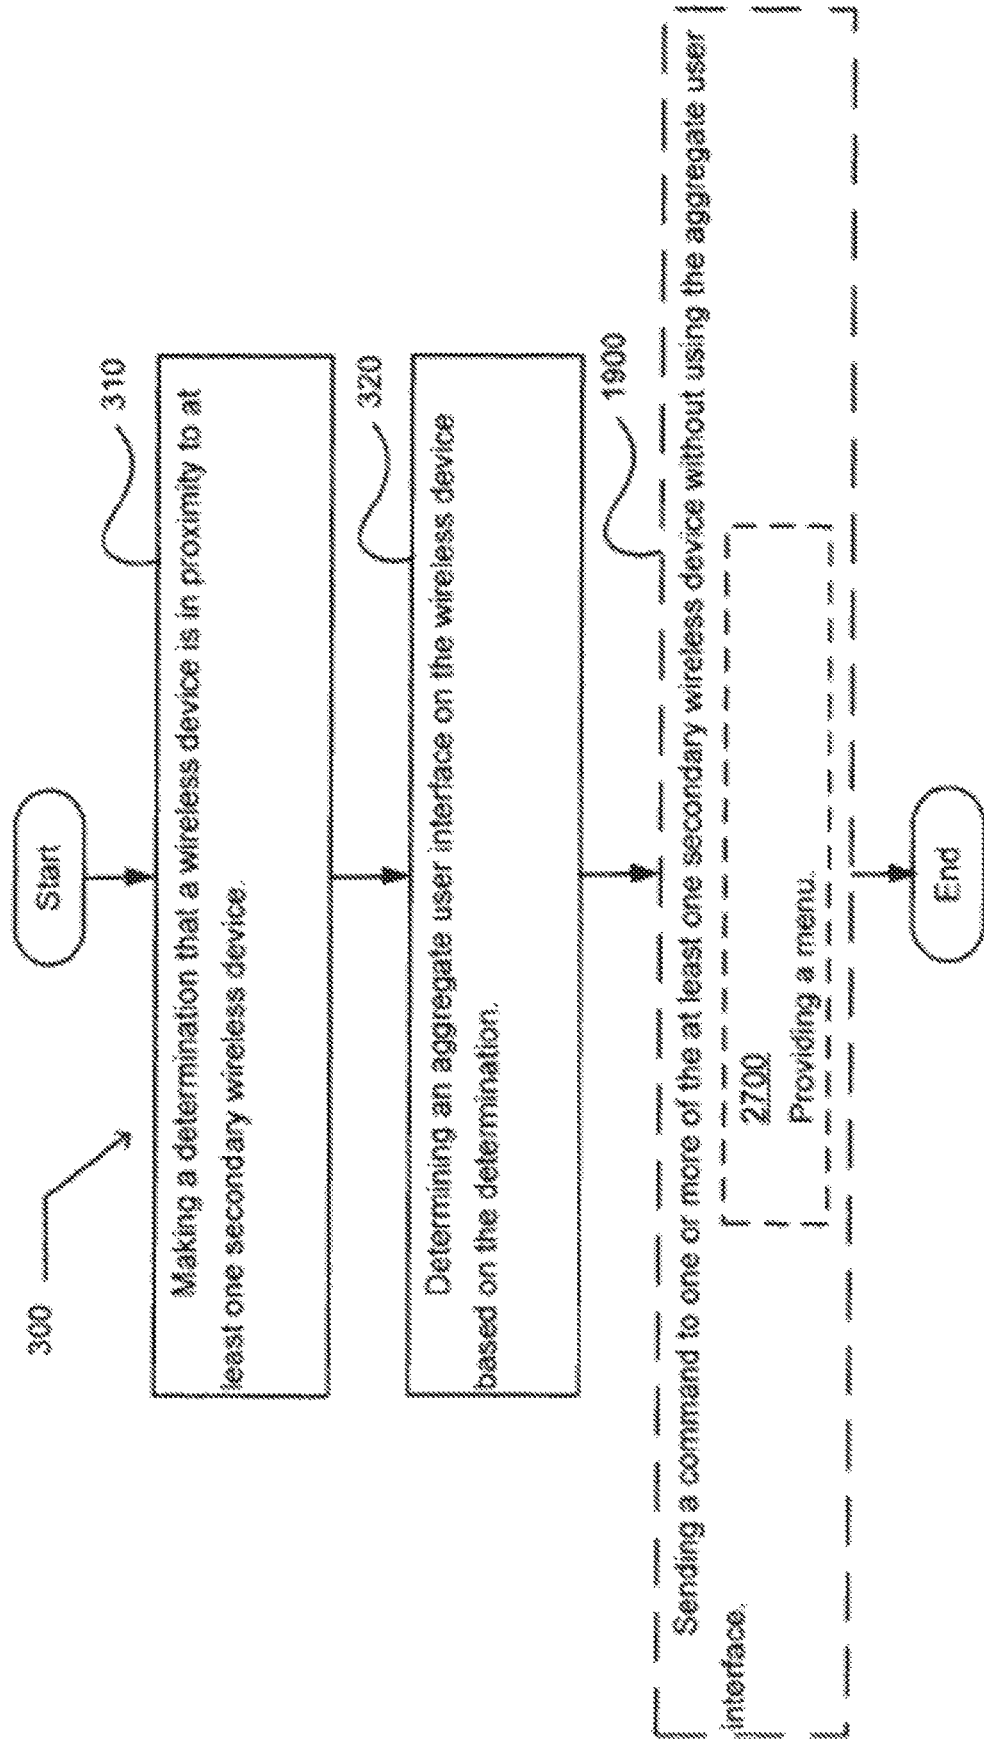 300
Start
310
Making a determination that a wireless device is in proximity to at
least one secondary wireless device.
320
Determining an aggregate user interface on the wireless device
based on the determination.
1900
Sending a command to one or more of the at least one secondary wireless device without using the aggregate user
interface.
2700
Providing a menu.
End